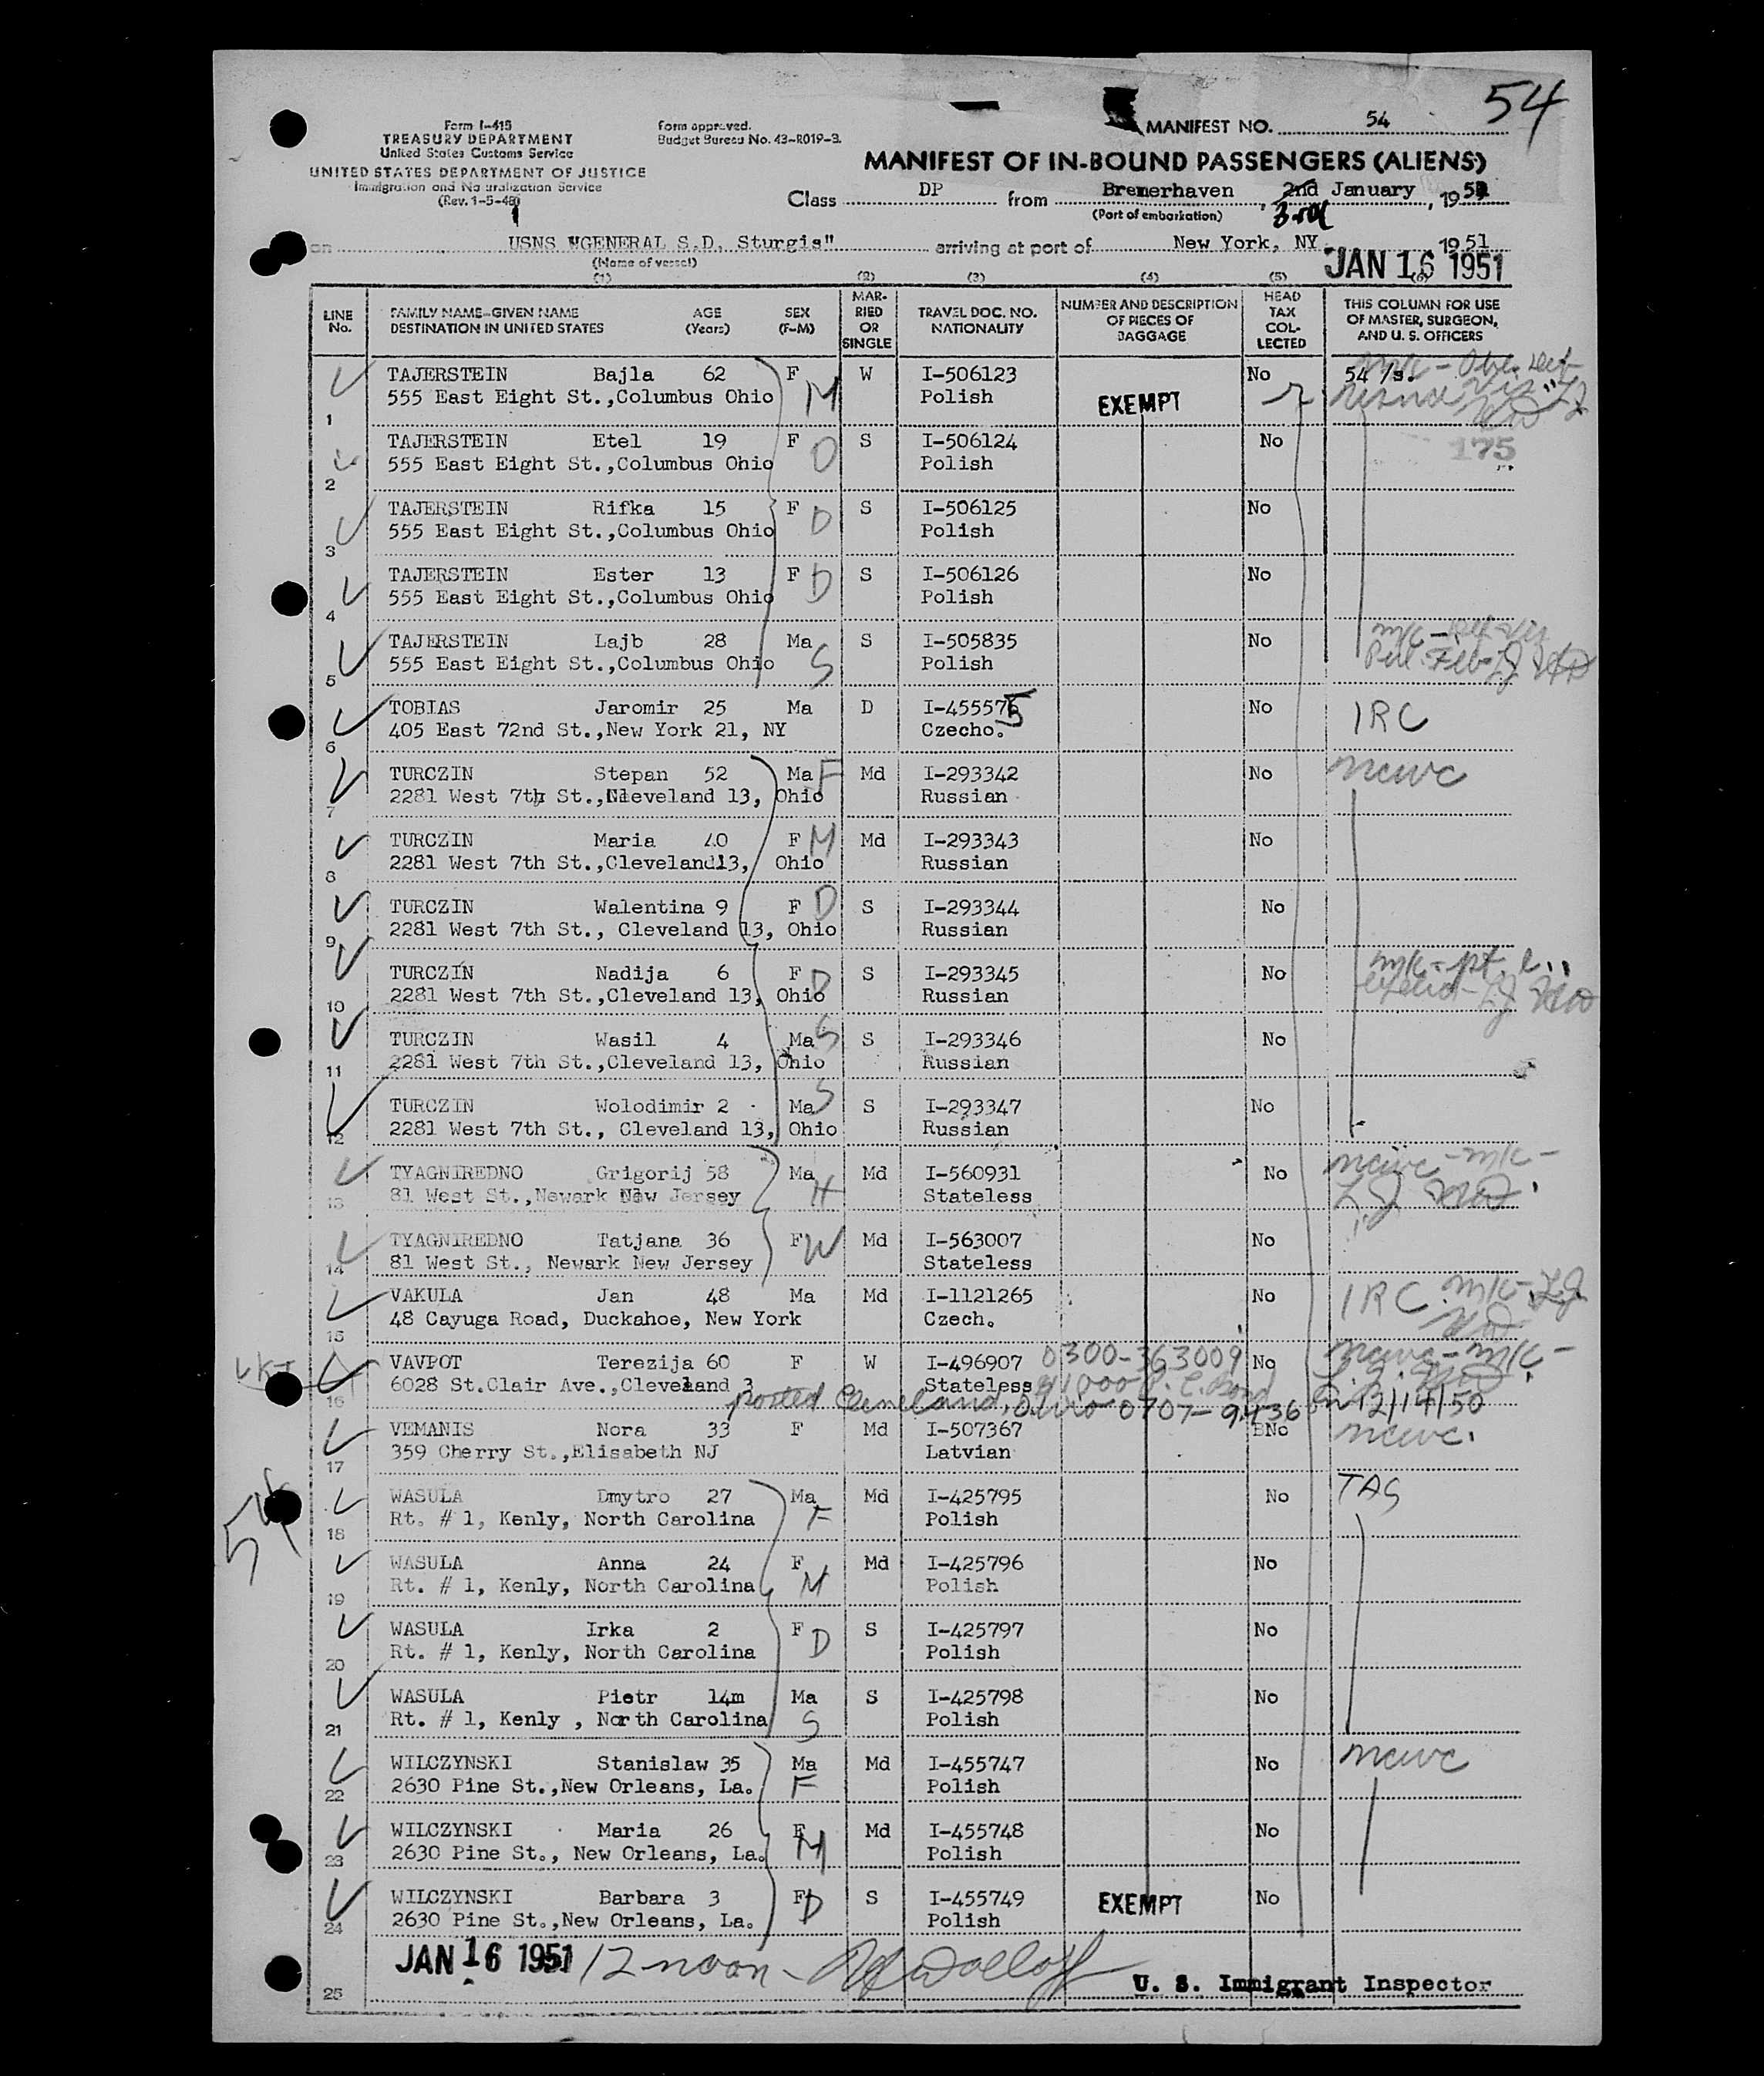 54
Form I-415
TREASURY DEPARTMENT
United States Customs Service
UNITED STATES DEPARTMENT OF JUSTICE
Immigration and Naturalization Service
(Rev. 1-5-48)
Form approved.
Budget Bureau No. 43-R019-3.
MANIFEST NO. 54
MANIFEST OF IN-BOUND PASSENGERS (ALIENS)
Class DP from Bremerhaven, 2nd January, 1951
(Port of embarkation) 3rd
on USNS "GENERAL S.D. Sturgis" arriving at port of New York, NY 1951
(Name of vessel) JAN 16 1951
(1) (2) (3) (4) (5) (6)
LINE No. FAMILY NAME-GIVEN NAME DESTINATION IN UNITED STATES AGE (Years) SEX (F-M) MARRIED OR SINGLE TRAVEL DOC. NO. NATIONALITY NUMBER AND DESCRIPTION OF PIECES OF BAGGAGE HEAD TAX COLLECTED THIS COLUMN FOR USE OF MASTER, SURGEON, AND U. S. OFFICERS
TAJERSTEIN Bajla 62 F M W I-506123 No 54 /s.
1 555 East Eight St.,Columbus Ohio Polish EXEMPT
TAJERSTEIN Etel 19 F D S I-506124 No 175
2 555 East Eight St.,Columbus Ohio Polish
TAJERSTEIN Rifka 15 F D S I-506125 No
3 555 East Eight St.,Columbus Ohio Polish
TAJERSTEIN Ester 13 F D S I-506126 No
4 555 East Eight St.,Columbus Ohio Polish
TAJERSTEIN Lajb 28 Ma S S I-505835 No
5 555 East Eight St.,Columbus Ohio Polish
TOBIAS Jaromir 25 Ma D I-455575 No IRC
6 405 East 72nd St.,New York 21, NY Czecho.
TURCZIN Stepan 52 Ma F Md I-293342 No ncwc
7 2281 West 7th St.,Cleveland 13, Ohio Russian
TURCZIN Maria 40 F M Md I-293343 No
8 2281 West 7th St.,Cleveland13, Ohio Russian
TURCZIN Walentina 9 F D S I-293344 No
9 2281 West 7th St., Cleveland 13, Ohio Russian
TURCZIN Nadija 6 F D S I-293345 No
10 2281 West 7th St.,Cleveland 13, Ohio Russian
TURCZIN Wasil 4 Ma S S I-293346 No
11 2281 West 7th St.,Cleveland 13, Ohio Russian
TURCZIN Wolodimir 2 Ma S S I-293347 No
12 2281 West 7th St., Cleveland 13, Ohio Russian
TYAGNIREDNO Grigorij 58 Ma H Md I-560931 No ncwc
13 81 West St.,Newark New Jersey Stateless
TYAGNIREDNO Tatjana 36 F W Md I-563007 No
14 81 West St., Newark New Jersey Stateless
VAKULA Jan 48 Ma Md I-1121265 No IRC
15 48 Cayuga Road, Duckahoe, New York Czech.
VAVPOT Terezija 60 F W I-496907 0300-363009 No ncwc
16 6028 St.Clair Ave.,Cleveland 3 Stateless
posted Cleveland, Ohio 0707-9436 on 12/14/50
VEMANIS Nora 33 F Md I-507367 No ncwc.
17 359 Cherry St.,Elisabeth NJ Latvian
54
WASULA Dmytro 27 Ma F Md I-425795 No TAS
18 Rt. # 1, Kenly, North Carolina Polish
WASULA Anna 24 F M Md I-425796 No
19 Rt. # 1, Kenly, North Carolina Polish
WASULA Irka 2 F D S I-425797 No
20 Rt. # 1, Kenly, North Carolina Polish
WASULA Pietr 14m Ma S S I-425798 No
21 Rt. # 1, Kenly , North Carolina Polish
WILCZYNSKI Stanislaw 35 Ma F Md I-455747 No ncwc
22 2630 Pine St.,New Orleans, La. Polish
WILCZYNSKI Maria 26 F M Md I-455748 No
23 2630 Pine St., New Orleans, La. Polish
WILCZYNSKI Barbara 3 F D S I-455749 EXEMPT No
24 2630 Pine St.,New Orleans, La. Polish
JAN 16 1951 12 noon-
25 U. S. Immigrant Inspector